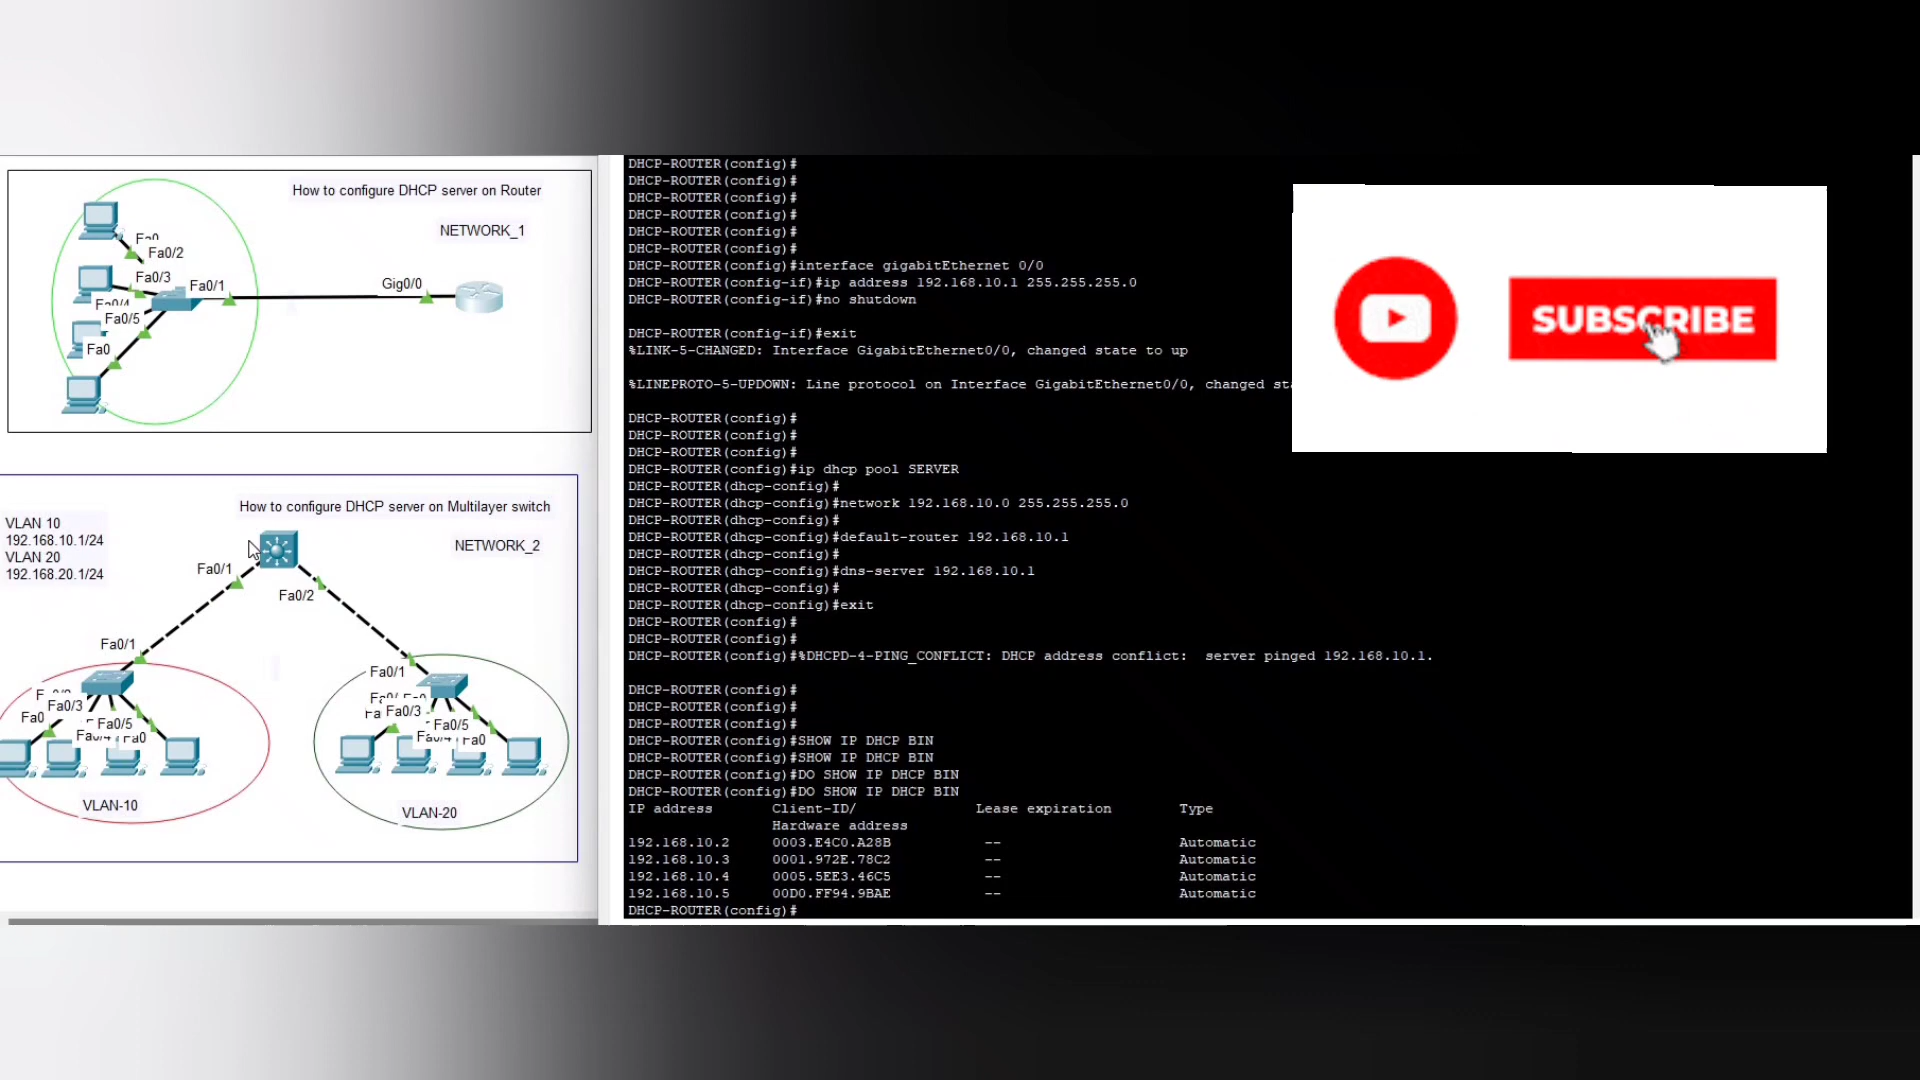 How to configure DHCP server on Router
NETWORK_1
Fa0
Fa0/2
Fa0/3
Fa0/1
Gig0/0
Fa0/4
Fa0/5
Fa0
How to configure DHCP server on Multilayer switch
NETWORK_2
VLAN 10
192.168.10.1/24
VLAN 20
192.168.20.1/24
Fa0/1
Fa0/2
Fa0/1
Fa0/1
Fa0/3
Fa0
Fa0/5
Fa0
Fa0/3
Fa0/5
Fa0/4
Fa0
VLAN-10
VLAN-20
DHCP-ROUTER(config)#
DHCP-ROUTER(config)#
DHCP-ROUTER(config)#
DHCP-ROUTER(config)#
DHCP-ROUTER(config)#
DHCP-ROUTER(config)#
DHCP-ROUTER(config)#interface gigabitEthernet 0/0
DHCP-ROUTER(config-if)#ip address 192.168.10.1 255.255.255.0
DHCP-ROUTER(config-if)#no shutdown
DHCP-ROUTER(config-if)#exit
%LINK-5-CHANGED: Interface GigabitEthernet0/0, changed state to up
%LINEPROTO-5-UPDOWN: Line protocol on Interface GigabitEthernet0/0, changed
DHCP-ROUTER(config)#
DHCP-ROUTER(config)#
DHCP-ROUTER(config)#
DHCP-ROUTER(config)#ip dhcp pool SERVER
DHCP-ROUTER(dhcp-config)#
DHCP-ROUTER(dhcp-config)#network 192.168.10.0 255.255.255.0
DHCP-ROUTER(dhcp-config)#
DHCP-ROUTER(dhcp-config)#default-router 192.168.10.1
DHCP-ROUTER(dhcp-config)#
DHCP-ROUTER(dhcp-config)#dns-server 192.168.10.1
DHCP-ROUTER(dhcp-config)#
DHCP-ROUTER(dhcp-config)#exit
DHCP-ROUTER(config)#
DHCP-ROUTER(config)#
DHCP-ROUTER(config)#%DHCPD-4-PING_CONFLICT: DHCP address conflict:  server pinged 192.168.10.1.
DHCP-ROUTER(config)#
DHCP-ROUTER(config)#
DHCP-ROUTER(config)#
DHCP-ROUTER(config)#SHOW IP DHCP BIN
DHCP-ROUTER(config)#SHOW IP DHCP BIN
DHCP-ROUTER(config)#DO SHOW IP DHCP BIN
DHCP-ROUTER(config)#DO SHOW IP DHCP BIN
IP address Client-ID/ Lease expiration Type
Hardware address
192.168.10.2 0003.E4C0.A28B -- Automatic
192.168.10.3 0001.972E.78C2 -- Automatic
192.168.10.4 0005.5EE3.46C5 -- Automatic
192.168.10.5 00D0.FF94.9BAE -- Automatic
DHCP-ROUTER(config)#
SUBSCRIBE